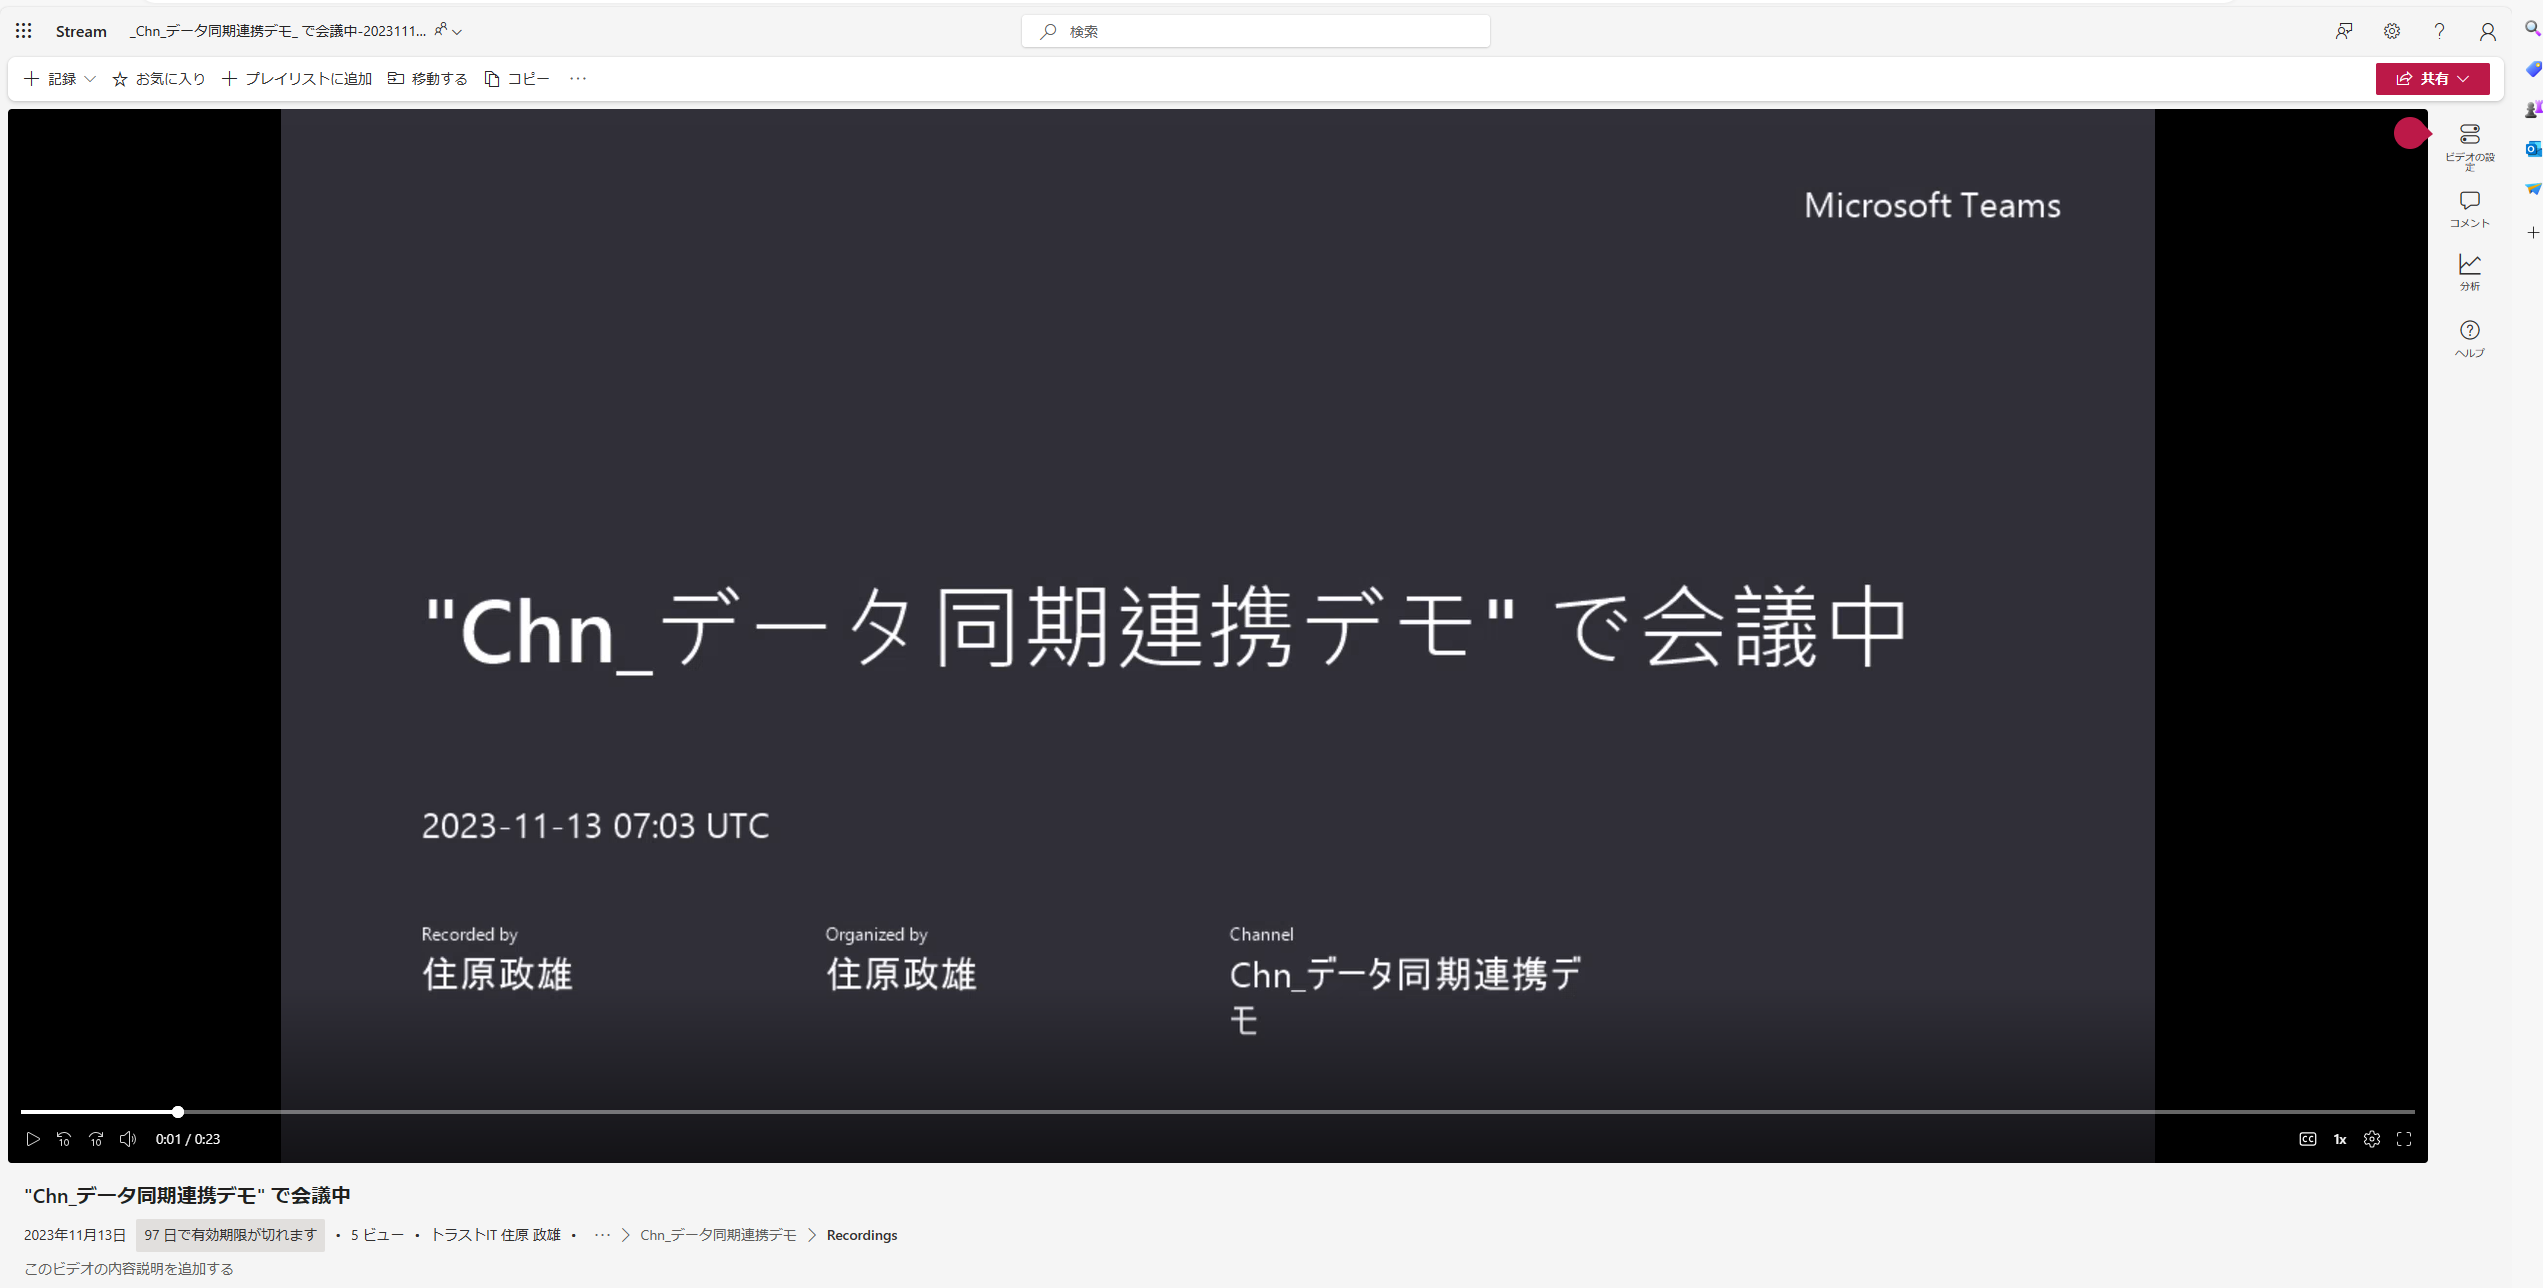 Stream
_Chn_データ同期連携デモ_ で会議中-2023111...
検索
記録
お気に入り
プレイリストに追加
移動する
コピー
共有
ビデオの設
定
コメント
分析
ヘルプ
Microsoft Teams
"Chn_データ同期連携デモ" で会議中
2023-11-13 07:03 UTC
Recorded by
住原政雄
Organized by
住原政雄
Channel
Chn_データ同期連携デ
モ
10
10
0:01 / 0:23
CC
1x
"Chn_データ同期連携デモ" で会議中
2023年11月13日 97 日で有効期限が切れます • 5 ビュー • トラストIT 住原 政雄 • ··· > Chn_データ同期連携デモ > Recordings
このビデオの内容説明を追加する